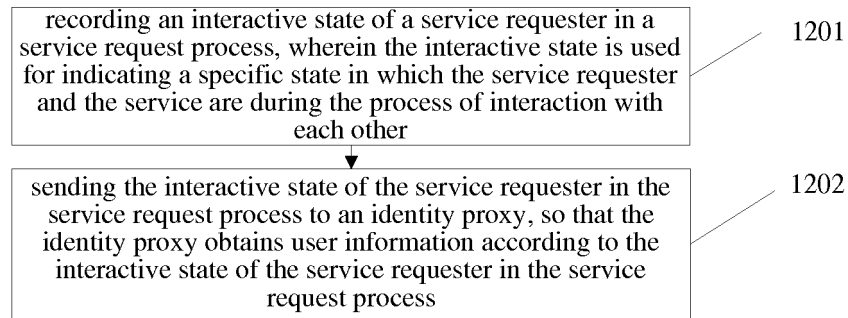 recording an interactive state of a service requester in a
service request process, wherein the interactive state is used
for indicating a specific state in which the service requester
and the service are during the process of interaction with
each other
1201
sending the interactive state of the service requester in the
service request process to an identity proxy, so that the
identity proxy obtains user information according to the
interactive state of the service requester in the service
request process
1202